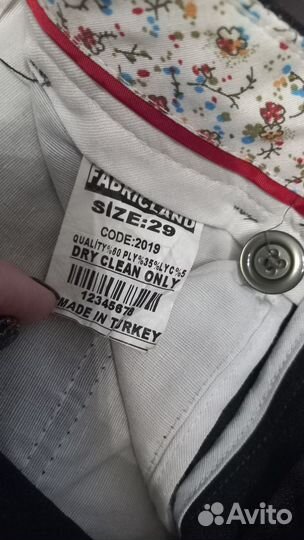 FABRICLAND
SIZE:29
CODE:2019
QUALITY%60 PLY%35%LYC%5
DRY CLEAN ONLY
12345678
MADE IN TURKEY
Avito